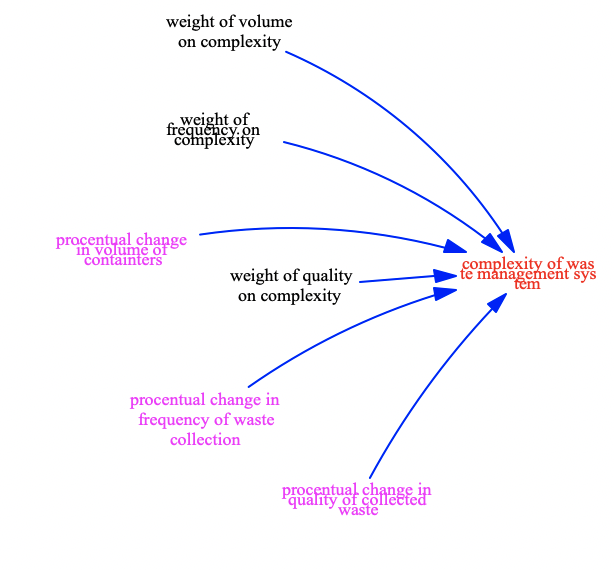 weight of volume
on complexity
weight of
frequency on
complexity
procentual change
in volume of
containters
weight of quality
on complexity
complexity of was
te management sys
tem
procentual change in
frequency of waste
collection
procentual change in
quality of collected
waste